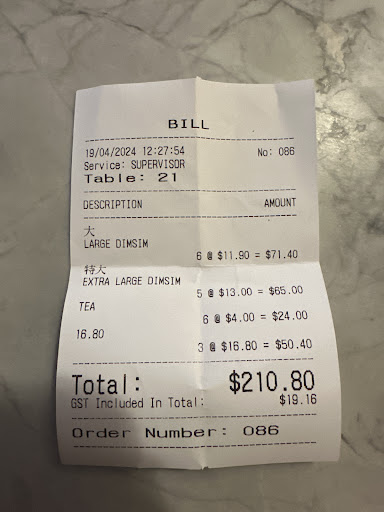 BILL
19/04/2024 12:27:54 No: 086
Service: SUPERVISOR
Table: 21
DESCRIPTION AMOUNT
大
LARGE DIMSIM
6 @ $11.90 = $71.40
特大
EXTRA LARGE DIMSIM
5 @ $13.00 = $65.00
TEA
6 @ $4.00 = $24.00
16.80
3 @ $16.80 = $50.40
Total: $210.80
GST Included In Total: $19.16
Order Number: 086